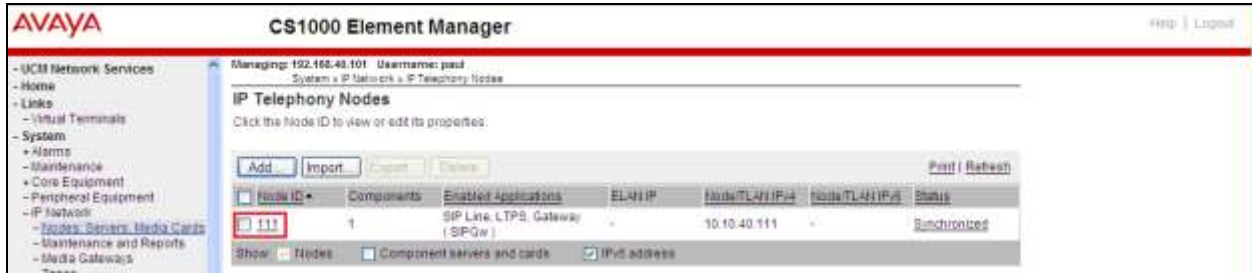 AVAYA
CS1000 Element Manager
Help | Logout
- UCM Network Services
- Home
- Links
- Virtual Terminals
- System
+ Alarms
- Maintenance
+ Core Equipment
- Peripheral Equipment
- IP Network
- Nodes: Servers, Media Cards
- Maintenance and Reports
- Media Gateways
- Zones
Managing: 192.168.40.101 Username: paul
System » IP Network » IP Telephony Nodes
IP Telephony Nodes
Click the Node ID to view or edit its properties.
Add... Import... Export... Delete Print | Refresh
Node ID Components Enabled Applications ELAN IP Node/TLAN IPv4 Node/TLAN IPv6 Status
111 1 SIP Line, LTPS, Gateway - 10.10.40.111 - Synchronized
( SIPGw )
Show: Nodes Component servers and cards IPv6 address